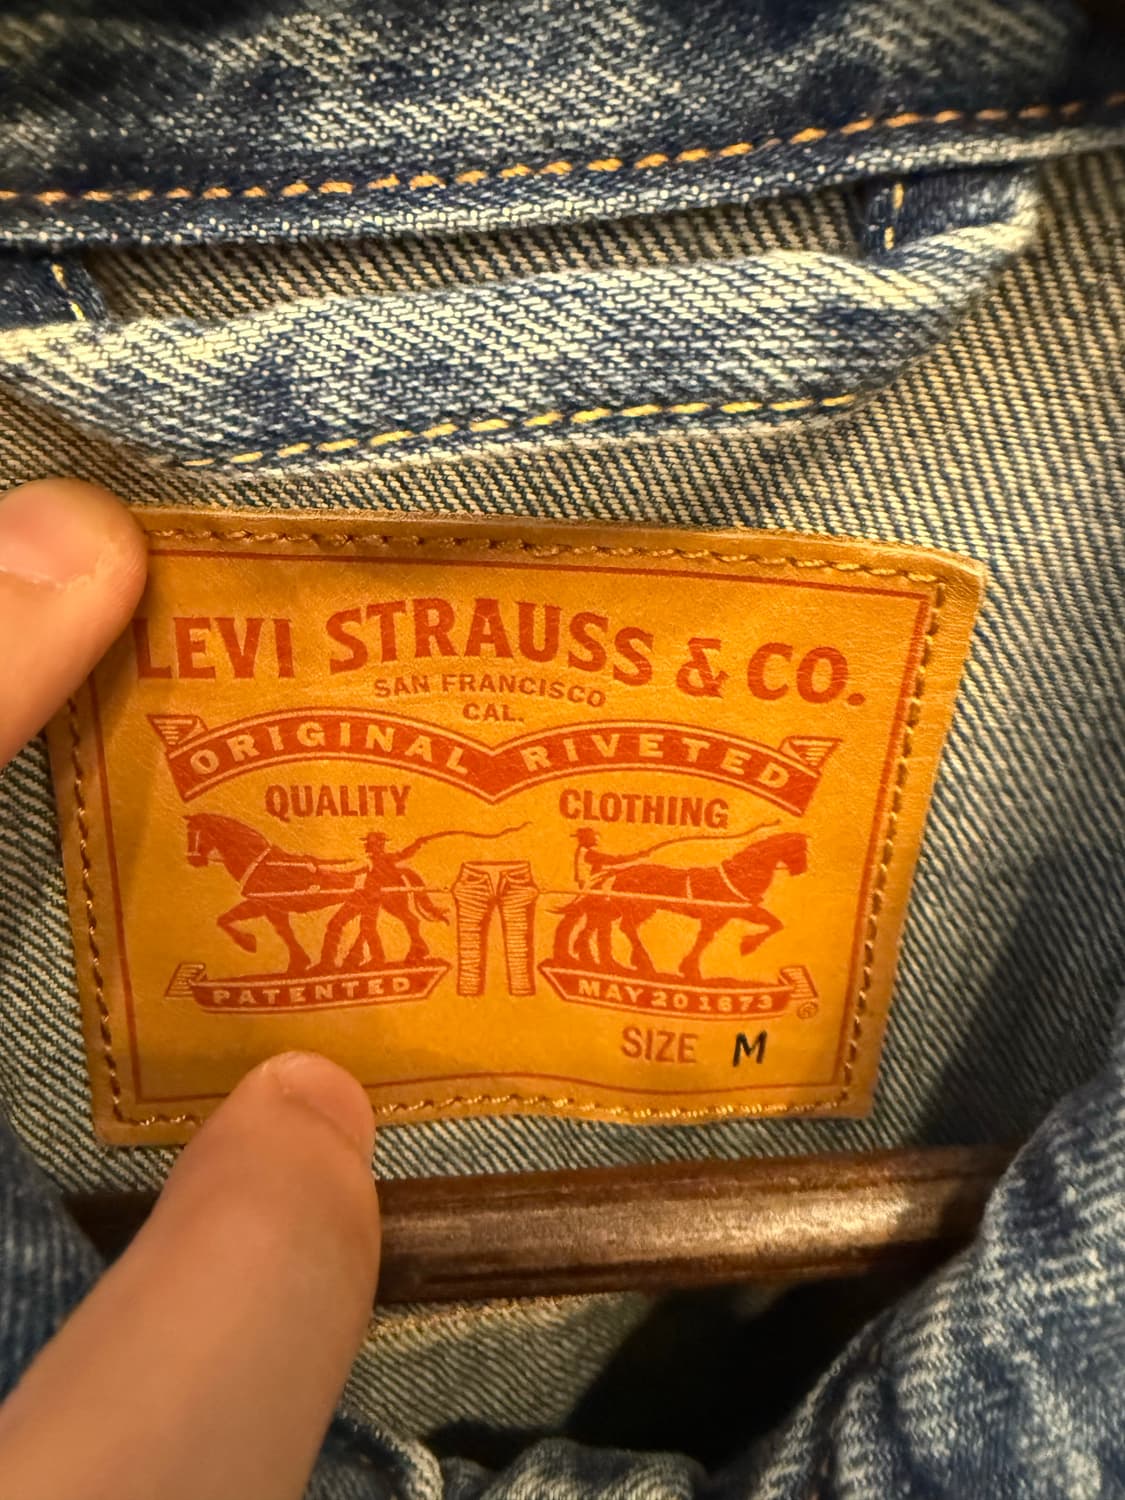 LEVI STRAUSS & CO.
SAN FRANCISCO
CAL.
ORIGINAL RIVETED
QUALITY CLOTHING
PATENTED MAY 20 1873
®
SIZE M